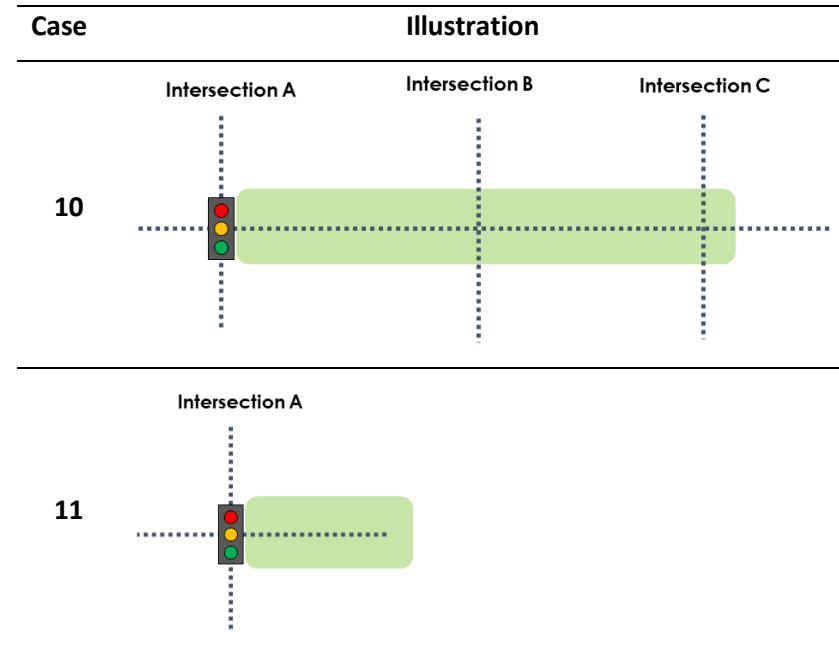 Case Illustration
Intersection A Intersection B Intersection C
10
Intersection A
11